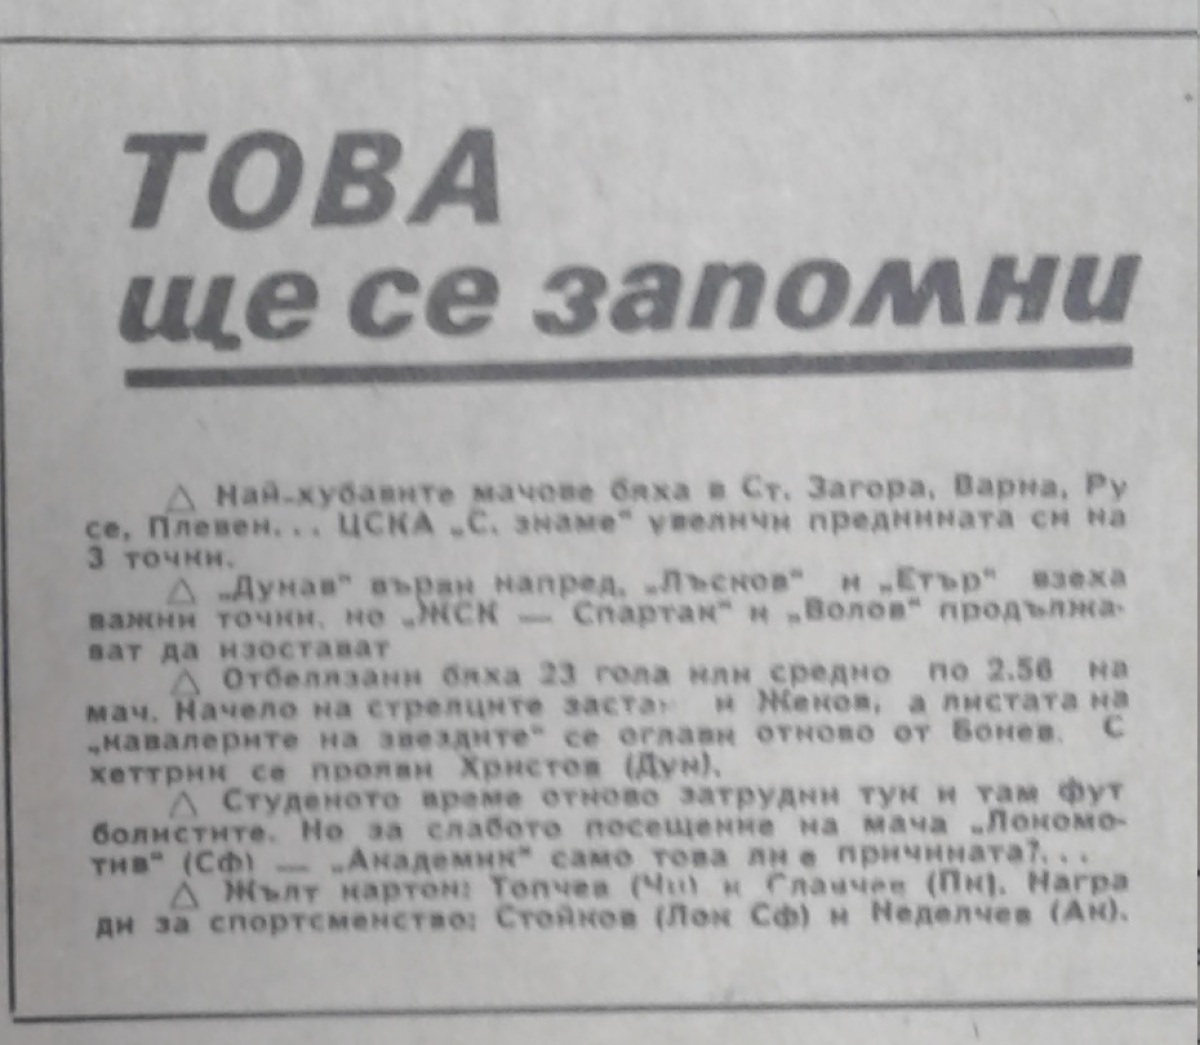 ТОВА
ще се запомни
△ Най-хубавите мачове бяха в Ст. Загора, Варна, Ру
се, Плевен... ЦСКА „С. знаме“ увеличи преднината си на
3 точки.
△ „Дунав“ върви напред, „Лъсков“ и „Етър“ взеха
важни точки, но „ЖСК — Спартак“ и „Волов“ продължа-
ват да изостават
△ Отбелязани бяха 23 гола или средно по 2.56 на
мач. Начело на стрелците заста и Жеков, а листата на
„кавалерите на звездите“ се оглави отново от Бонев. С
хеттрик се прояви Христов (Дун).
△ Студеното време отново затрудни тук и там фут
болистите. Но за слабото посещение на мача „Локомо-
тив“ (Сф) — „Академик“ само това ли е причината?...
△ Жълт картон: Топчев (Чп) и Сланчев (Пк). Награ
ди за спортсменство: Стойков (Лок Сф) и Неделчев (Ак).